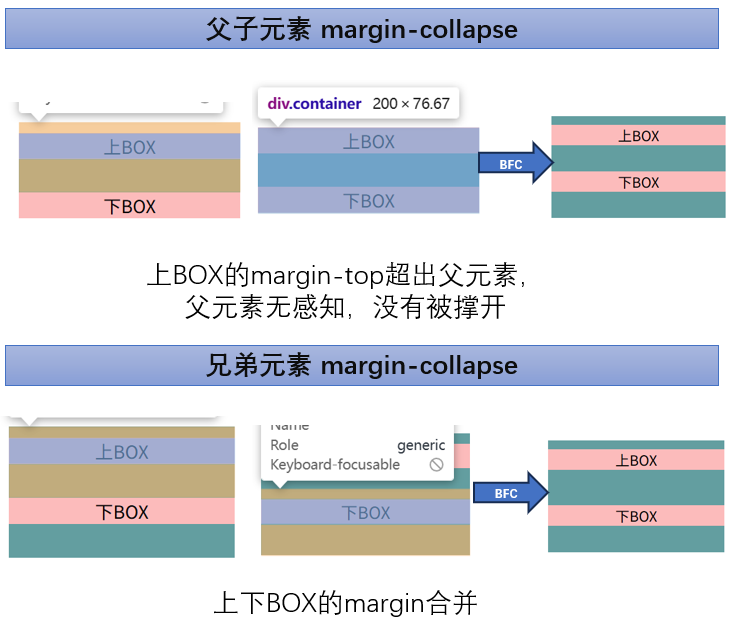 父子元素 margin-collapse
div.container 200 × 76.67
上BOX
上BOX
上BOX
BFC
下BOX
下BOX
下BOX
上BOX的margin-top超出父元素，
父元素无感知，没有被撑开
兄弟元素 margin-collapse
Name
Role generic
Keyboard-focusable
上BOX
上BOX
BFC
下BOX
下BOX
下BOX
上下BOX的margin合并